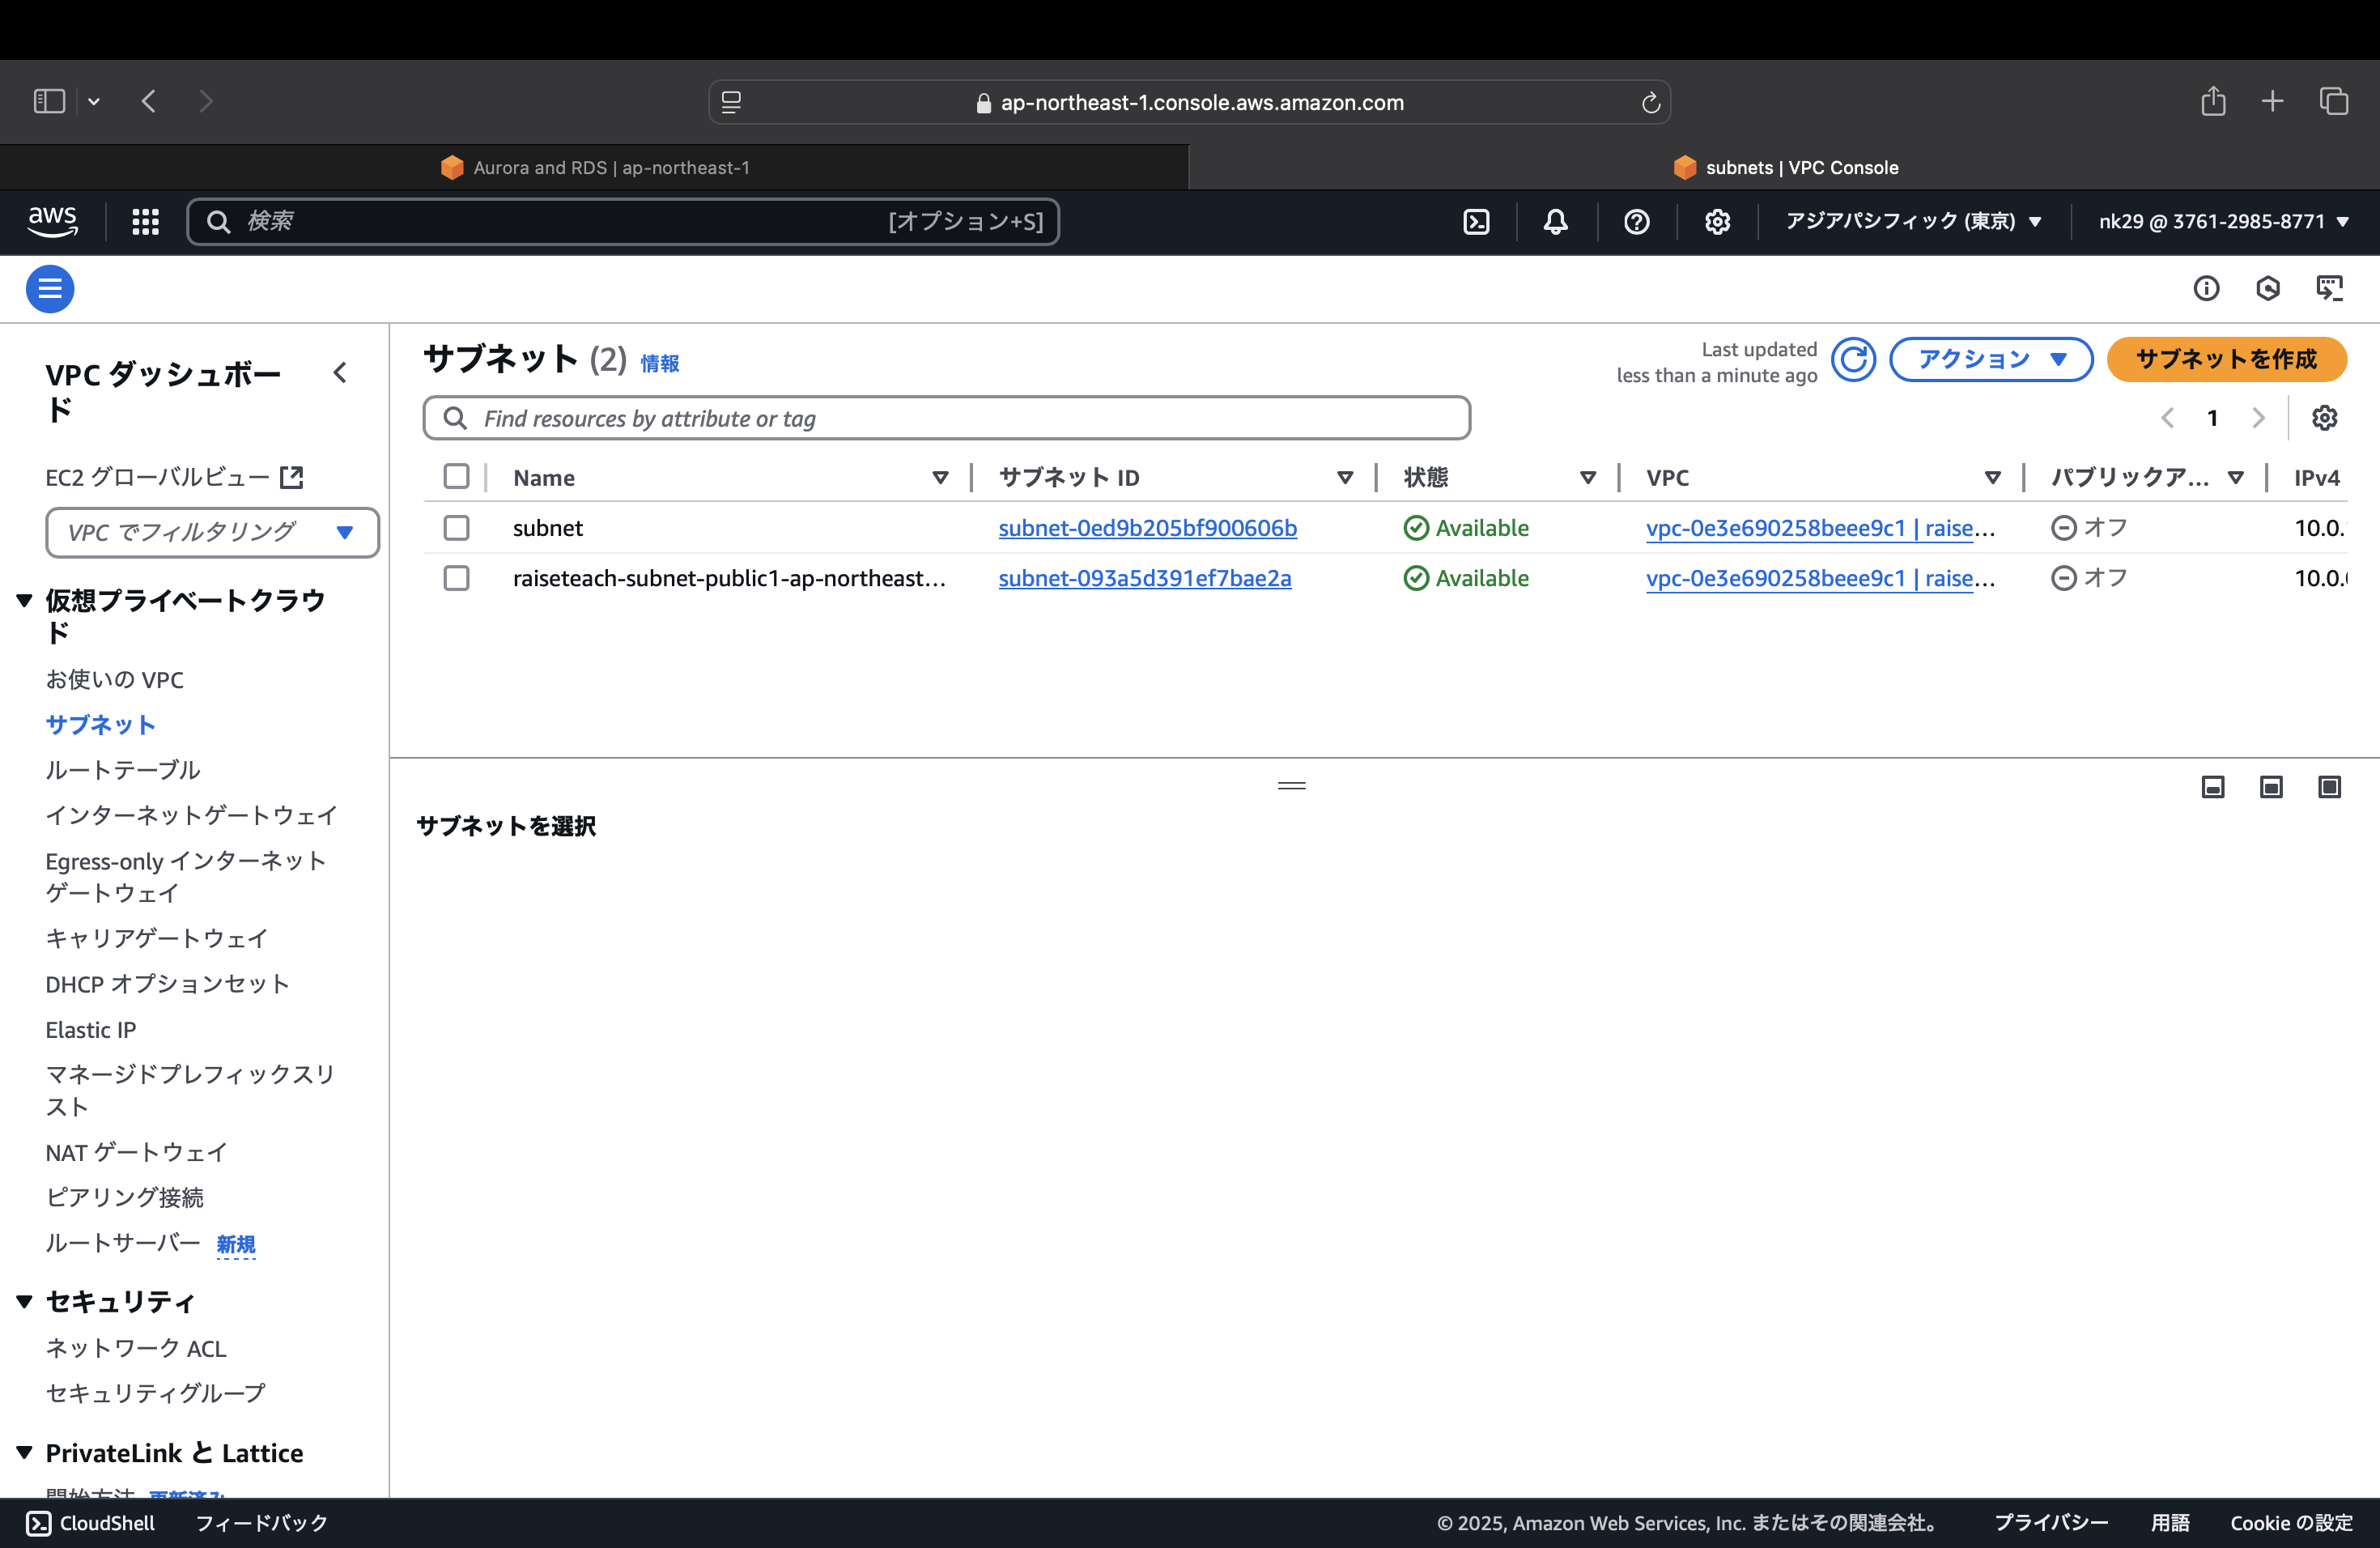 ap-northeast-1.console.aws.amazon.com
Aurora and RDS | ap-northeast-1
subnets | VPC Console
aws
検索
[オプション+S]
アジアパシフィック (東京)
nk29 @ 3761-2985-8771
VPC ダッシュボー
ド
EC2 グローバルビュー
VPC でフィルタリング
仮想プライベートクラウ
ド
お使いの VPC
サブネット
ルートテーブル
インターネットゲートウェイ
Egress-only インターネット
ゲートウェイ
キャリアゲートウェイ
DHCP オプションセット
Elastic IP
マネージドプレフィックスリ
スト
NAT ゲートウェイ
ピアリング接続
ルートサーバー 新規
セキュリティ
ネットワーク ACL
セキュリティグループ
PrivateLink と Lattice
開始方法 更新済み
サブネット (2) 情報
Last updated
less than a minute ago
アクション
サブネットを作成
Find resources by attribute or tag
1
Name サブネット ID 状態 VPC パブリックア... IPv4
subnet subnet-0ed9b205bf900606b Available vpc-0e3e690258beee9c1 | raise... オフ 10.0.
raiseteach-subnet-public1-ap-northeast... subnet-093a5d391ef7bae2a Available vpc-0e3e690258beee9c1 | raise... オフ 10.0.
サブネットを選択
CloudShell
フィードバック
© 2025, Amazon Web Services, Inc. またはその関連会社。
プライバシー
用語
Cookie の設定